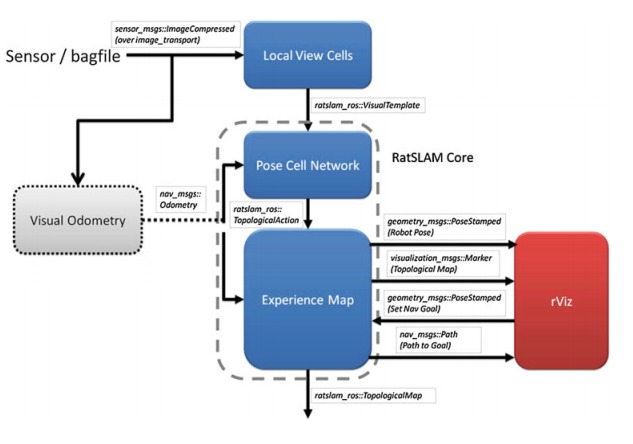 sensor_msgs::ImageCompressed
(over image_transport)
Sensor / bagfile
Local View Cells
ratslam_ros::VisualTemplate
RatSLAM Core
Pose Cell Network
nav_msgs::
Odometry
ratslam_ros::
TopologicalAction
Visual Odometry
geometry_msgs::PoseStamped
(Robot Pose)
visualization_msgs::Marker
(Topological Map)
Experience Map
geometry_msgs::PoseStamped
(Set Nav Goal)
rViz
nav_msgs::Path
(Path to Goal)
ratslam_ros::TopologicalMap